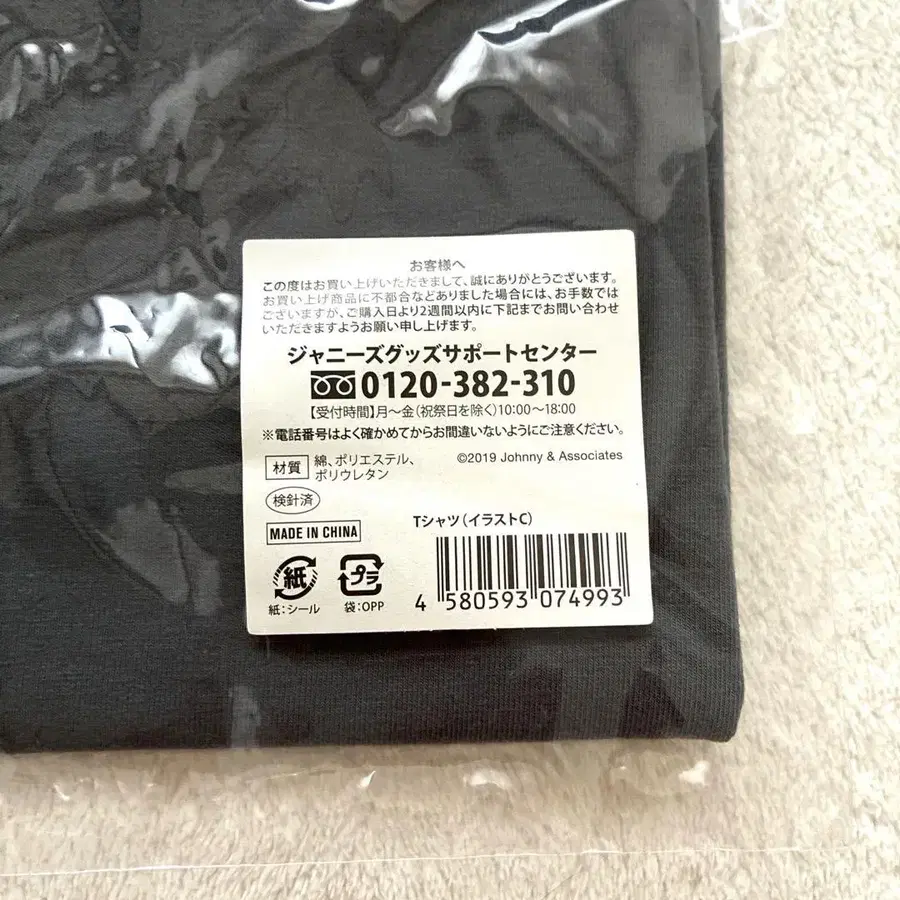 お客様へ
この度はお買い上げいただきまして、誠にありがとうございます。
お買い上げ商品に不都合などありました場合には、お手数では
ございますが、ご購入日より2週間以内に下記までお問い合わせ
いただきますようお願い申し上げます。
ジャニーズグッズサポートセンター
0120-382-310
【受付時間】月〜金(祝祭日を除く)10:00〜18:00
※電話番号はよく確かめてからお間違いないようにご注意ください。
材質 綿、ポリエステル、
ポリウレタン
©2019 Johnny & Associates
検針済
MADE IN CHINA
Tシャツ(イラストC)
紙 プラ
紙:シール 袋:OPP
4 580593 074993